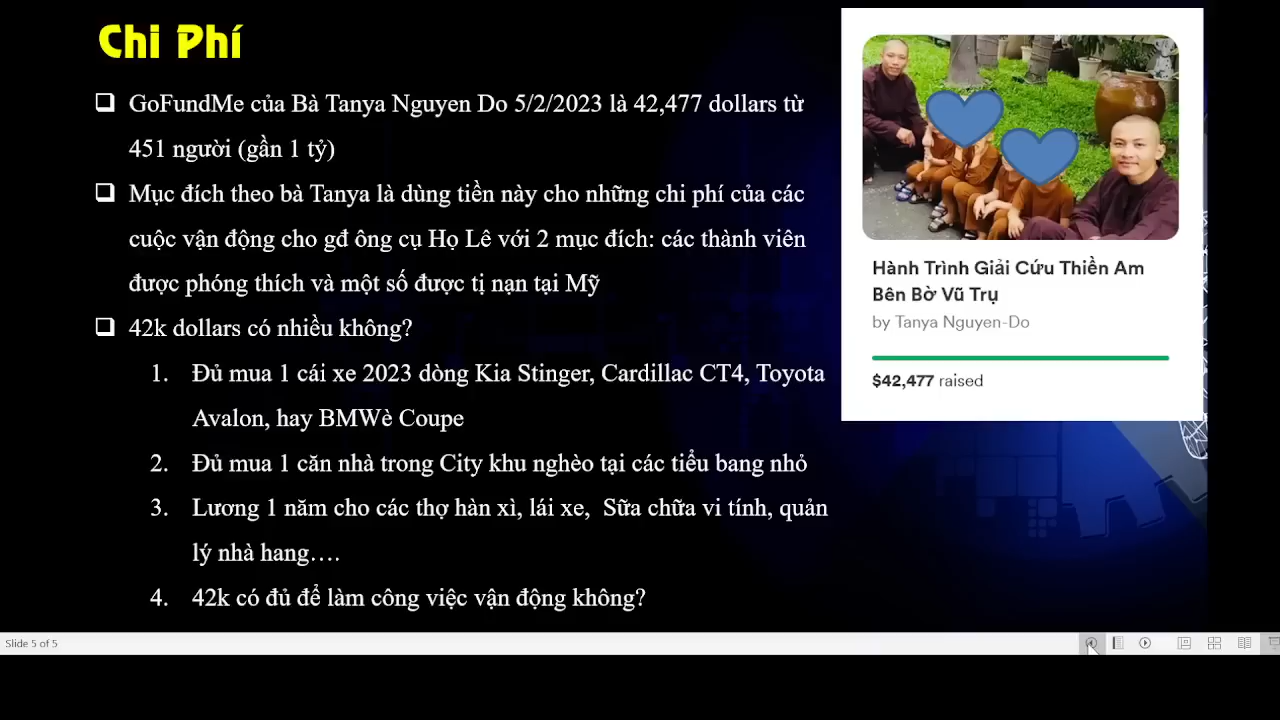 Chi Phí
GoFundMe của Bà Tanya Nguyen Do 5/2/2023 là 42,477 dollars từ
451 người (gần 1 tỷ)
Mục đích theo bà Tanya là dùng tiền này cho những chi phí của các
cuộc vận động cho gđ ông cụ Họ Lê với 2 mục đích: các thành viên
được phóng thích và một số được tị nạn tại Mỹ
42k dollars có nhiều không?
1. Đủ mua 1 cái xe 2023 dòng Kia Stinger, Cardillac CT4, Toyota
Avalon, hay BMWè Coupe
2. Đủ mua 1 căn nhà trong City khu nghèo tại các tiểu bang nhỏ
3. Lương 1 năm cho các thợ hàn xì, lái xe, Sữa chữa vi tính, quản
lý nhà hang….
4. 42k có đủ để làm công việc vận động không?
Hành Trình Giải Cứu Thiền Am
Bên Bờ Vũ Trụ
by Tanya Nguyen-Do
$42,477 raised
Slide 5 of 5